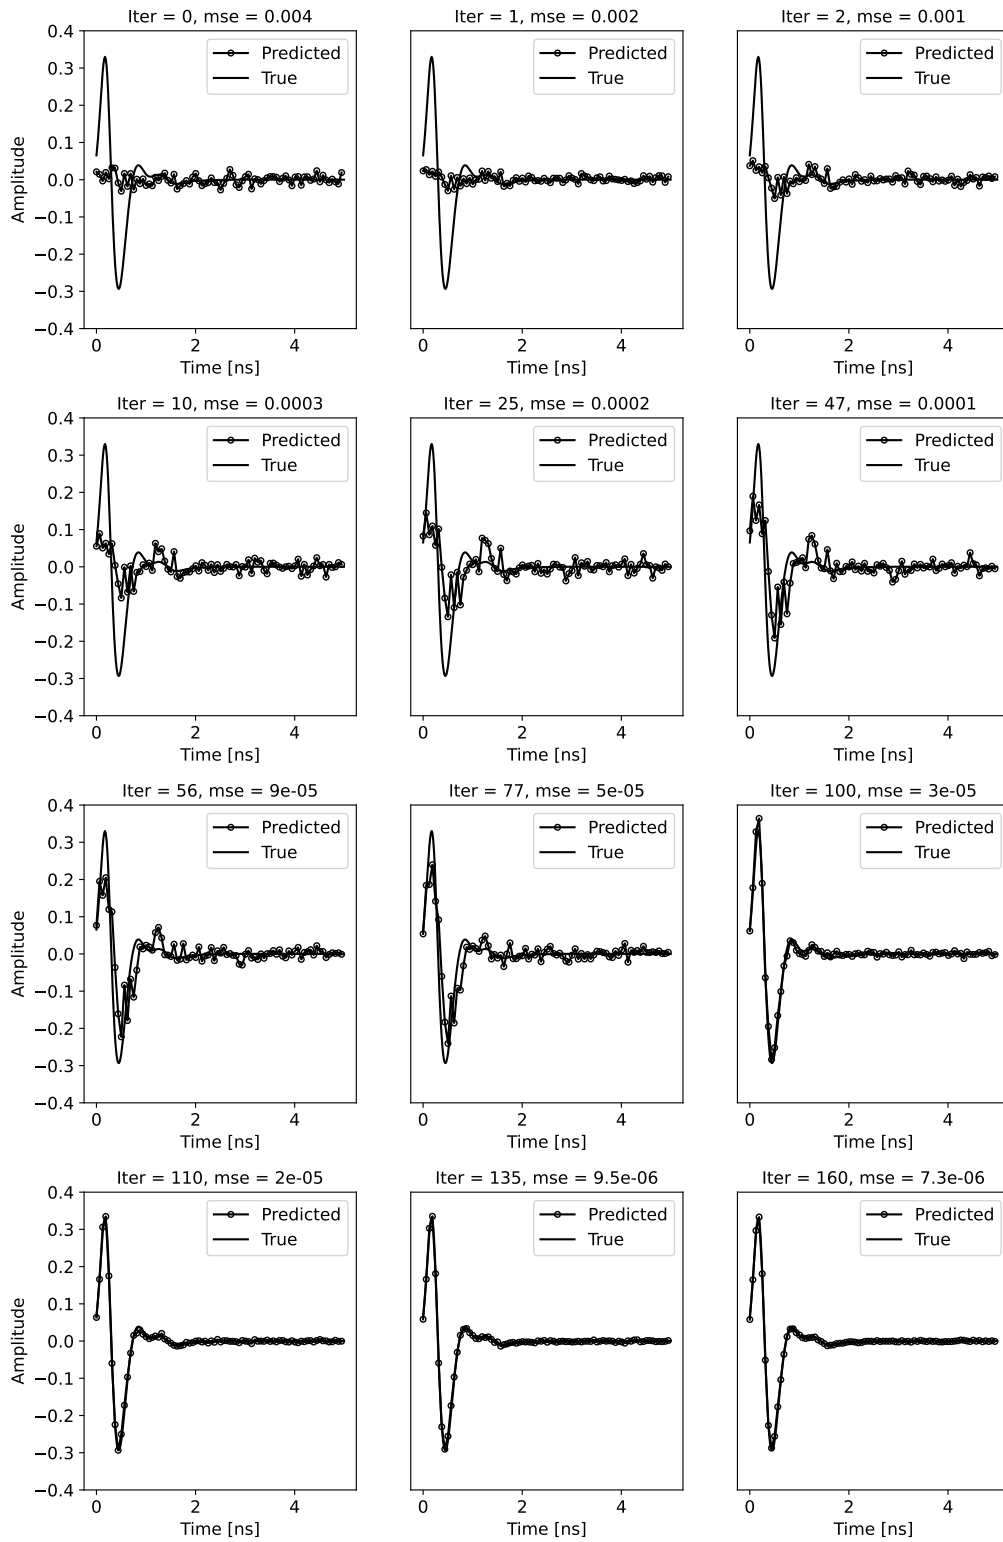 Iter = 0, mse = 0.004
Iter = 1, mse = 0.002
Iter = 2, mse = 0.001
0.4
0.3
0.2
0.1
0.0
−0.1
−0.2
−0.3
−0.4
Amplitude
Predicted
True
Predicted
True
Predicted
True
0 2 4
0 2 4
0 2 4
Time [ns]
Time [ns]
Time [ns]
Iter = 10, mse = 0.0003
Iter = 25, mse = 0.0002
Iter = 47, mse = 0.0001
0.4
0.3
0.2
0.1
0.0
−0.1
−0.2
−0.3
−0.4
Amplitude
Predicted
True
Predicted
True
Predicted
True
0 2 4
0 2 4
0 2 4
Time [ns]
Time [ns]
Time [ns]
Iter = 56, mse = 9e-05
Iter = 77, mse = 5e-05
Iter = 100, mse = 3e-05
0.4
0.3
0.2
0.1
0.0
−0.1
−0.2
−0.3
−0.4
Amplitude
Predicted
True
Predicted
True
Predicted
True
0 2 4
0 2 4
0 2 4
Time [ns]
Time [ns]
Time [ns]
Iter = 110, mse = 2e-05
Iter = 135, mse = 9.5e-06
Iter = 160, mse = 7.3e-06
0.4
0.3
0.2
0.1
0.0
−0.1
−0.2
−0.3
−0.4
Amplitude
Predicted
True
Predicted
True
Predicted
True
0 2 4
0 2 4
0 2 4
Time [ns]
Time [ns]
Time [ns]